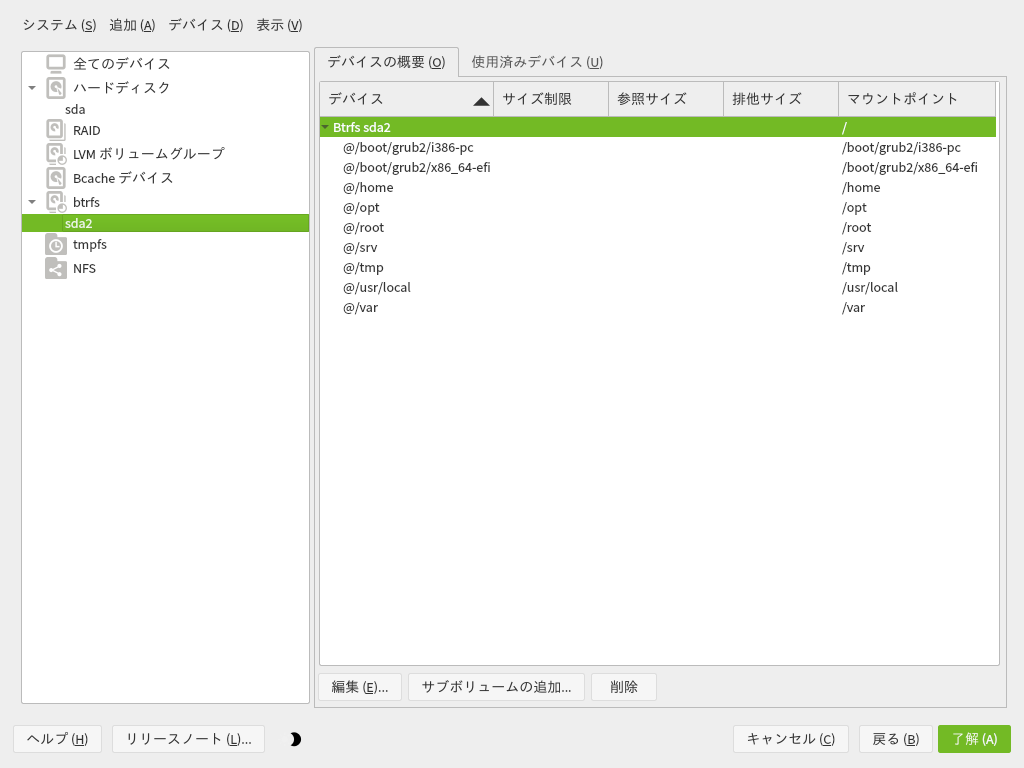 システム (S) 追加 (A) デバイス (D) 表示 (V)
全てのデバイス
ハードディスク
sda
RAID
LVM ボリュームグループ
Bcache デバイス
btrfs
sda2
tmpfs
NFS
デバイスの概要 (O) 使用済みデバイス (U)
デバイス サイズ制限 参照サイズ 排他サイズ マウントポイント
Btrfs sda2 /
@/boot/grub2/i386-pc /boot/grub2/i386-pc
@/boot/grub2/x86_64-efi /boot/grub2/x86_64-efi
@/home /home
@/opt /opt
@/root /root
@/srv /srv
@/tmp /tmp
@/usr/local /usr/local
@/var /var
編集 (E)... サブボリュームの追加... 削除
ヘルプ (H) リリースノート (L)... キャンセル (C) 戻る (B) 了解 (A)